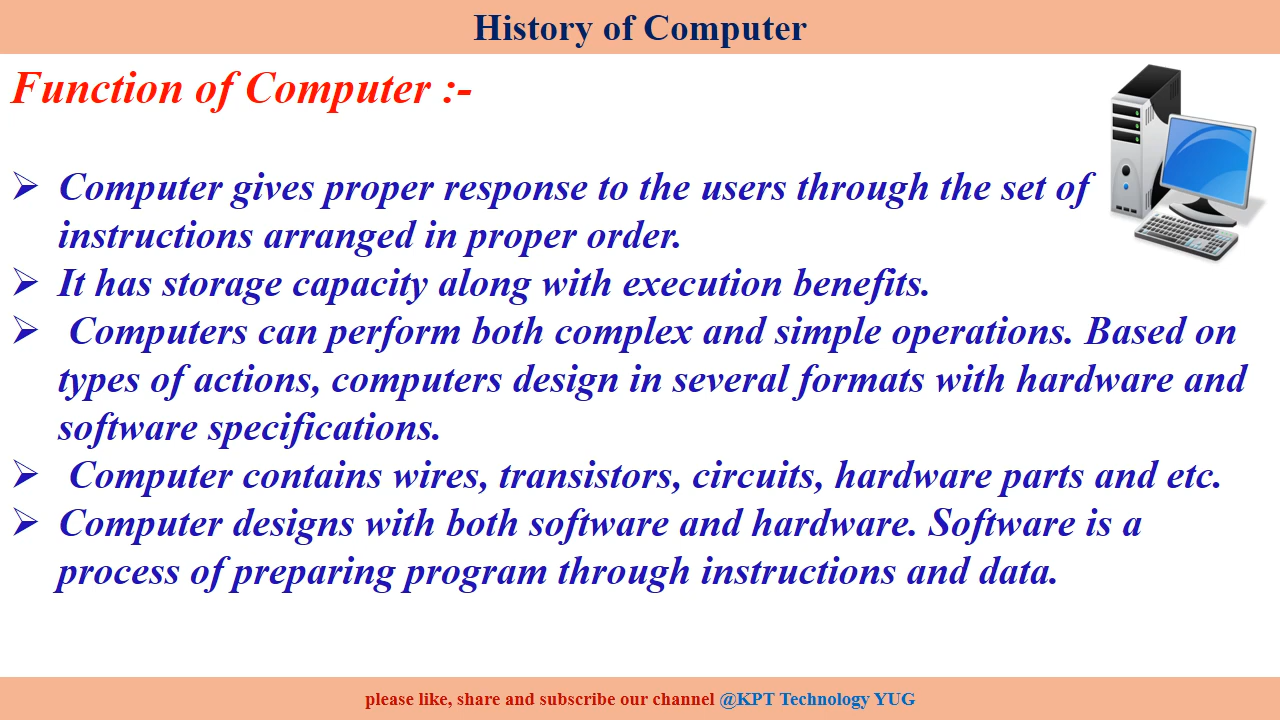 History of Computer
Function of Computer :-
➢ Computer gives proper response to the users through the set of
instructions arranged in proper order.
➢ It has storage capacity along with execution benefits.
➢ Computers can perform both complex and simple operations. Based on
types of actions, computers design in several formats with hardware and
software specifications.
➢ Computer contains wires, transistors, circuits, hardware parts and etc.
➢ Computer designs with both software and hardware. Software is a
process of preparing program through instructions and data.
please like, share and subscribe our channel @KPT Technology YUG